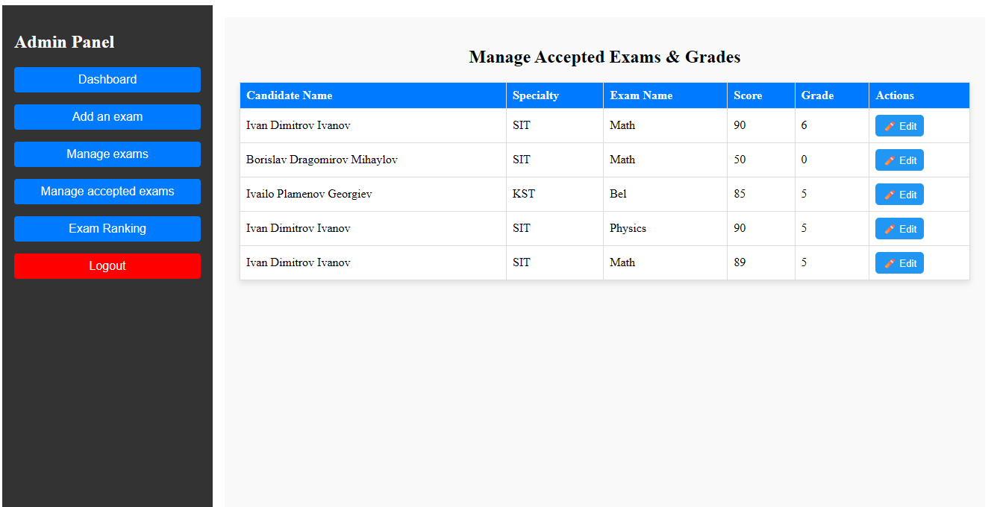 Admin Panel
Dashboard
Add an exam
Manage exams
Manage accepted exams
Exam Ranking
Logout
Manage Accepted Exams & Grades
Candidate Name Specialty Exam Name Score Grade Actions
Ivan Dimitrov Ivanov SIT Math 90 6 Edit
Borislav Dragomirov Mihaylov SIT Math 50 0 Edit
Ivailo Plamenov Georgiev KST Bel 85 5 Edit
Ivan Dimitrov Ivanov SIT Physics 90 5 Edit
Ivan Dimitrov Ivanov SIT Math 89 5 Edit